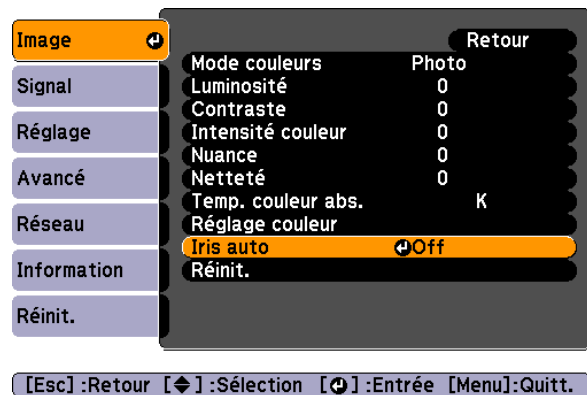 Image
Signal
Réglage
Avancé
Réseau
Information
Réinit.
Retour
Mode couleurs Photo
Luminosité 0
Contraste 0
Intensité couleur 0
Nuance 0
Netteté 0
Temp. couleur abs. K
Réglage couleur
Iris auto Off
Réinit.
[Esc] :Retour [ ] :Sélection [ ] :Entrée [Menu]:Quitt.